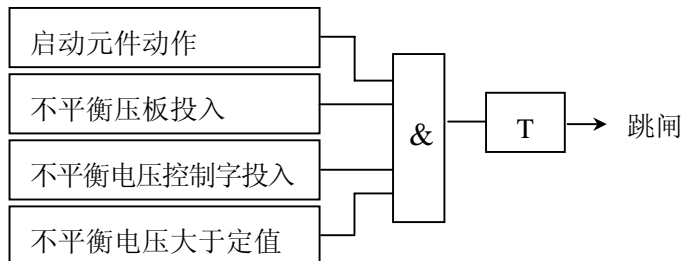 启动元件动作
不平衡压板投入
不平衡电压控制字投入
不平衡电压大于定值
&
T
跳闸